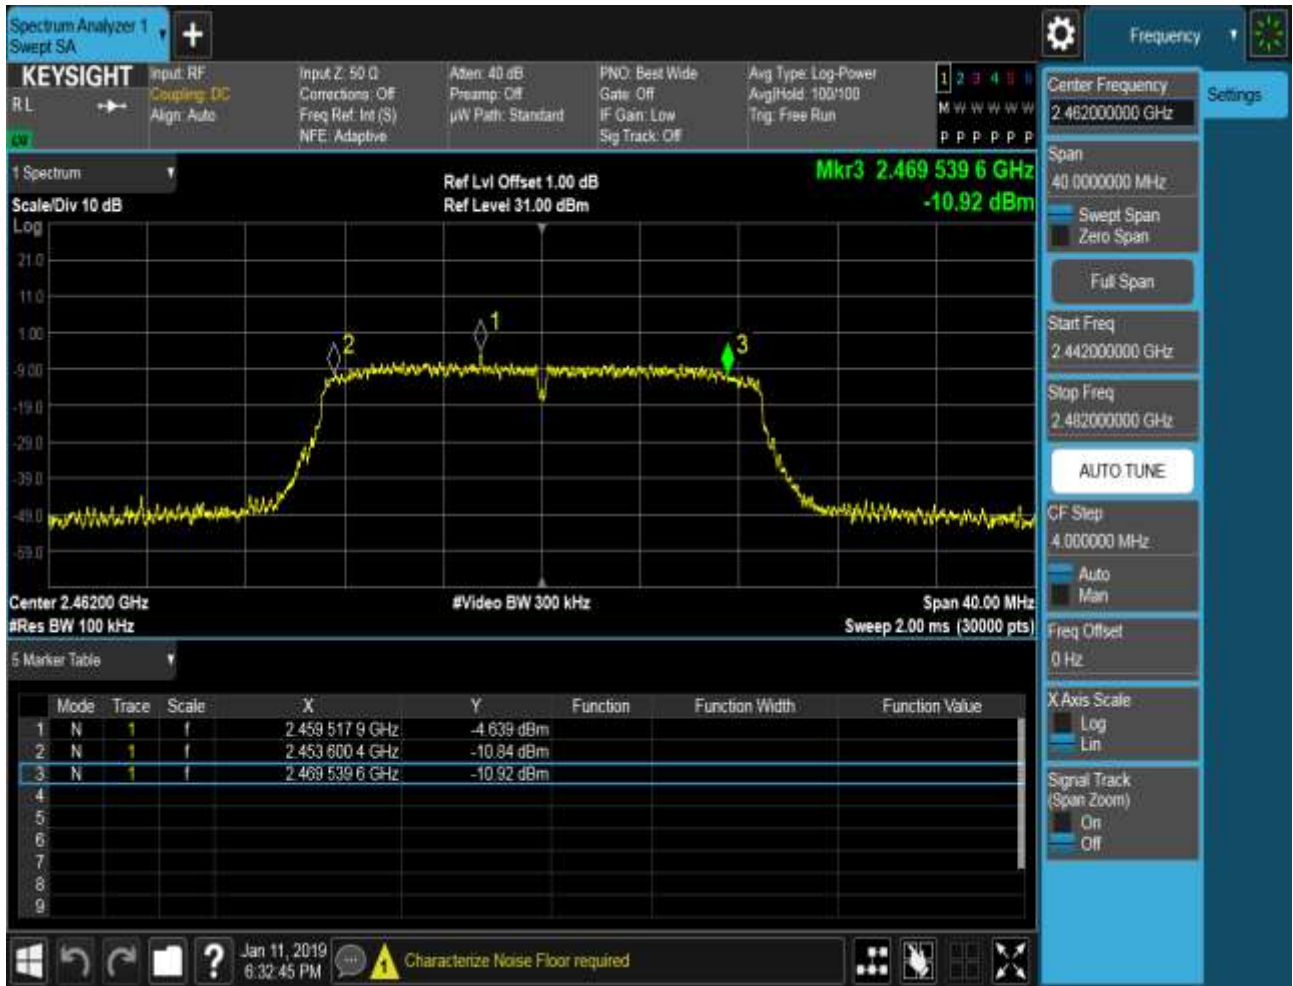 Spectrum Analyzer 1
Swept SA
Frequency
KEYSIGHT
RL
LXI
Input: RF
Coupling: DC
Align: Auto
Input Z: 50 Ω
Corrections: Off
Freq Ref: Int (S)
NFE: Adaptive
Atten: 40 dB
Preamp: Off
µW Path: Standard
PNO: Best Wide
Gate: Off
IF Gain: Low
Sig Track: Off
Avg Type: Log-Power
Avg|Hold: 100/100
Trig: Free Run
1 2 3 4 5 6
M W W W W W
P P P P P P
1 Spectrum
Scale/Div 10 dB
Ref Lvl Offset 1.00 dB
Ref Level 31.00 dBm
Mkr3 2.469 539 6 GHz
-10.92 dBm
Log
21.0
11.0
1.00
-9.00
-19.0
-29.0
-39.0
-49.0
-59.0
1
2
3
Center 2.46200 GHz
#Res BW 100 kHz
#Video BW 300 kHz
Span 40.00 MHz
Sweep 2.00 ms (30000 pts)
5 Marker Table
Mode Trace Scale X Y Function Function Width Function Value
1 N 1 f 2.459 517 9 GHz -4.639 dBm
2 N 1 f 2.453 600 4 GHz -10.84 dBm
3 N 1 f 2.469 539 6 GHz -10.92 dBm
4
5
6
7
8
9
Jan 11, 2019
6:32:45 PM
Characterize Noise Floor required
Center Frequency
2.462000000 GHz
Settings
Span
40.0000000 MHz
Swept Span
Zero Span
Full Span
Start Freq
2.442000000 GHz
Stop Freq
2.482000000 GHz
AUTO TUNE
CF Step
4.000000 MHz
Auto
Man
Freq Offset
0 Hz
X Axis Scale
Log
Lin
Signal Track
(Span Zoom)
On
Off